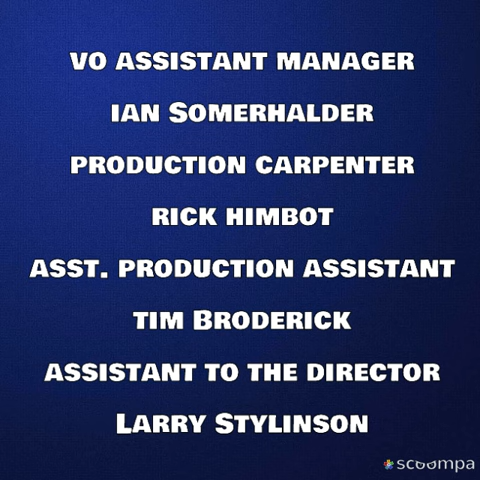 VO ASSISTANT MANAGER
IAN SOMERHALDER
PRODUCTION CARPENTER
RICK HIMBOT
ASST. PRODUCTION ASSISTANT
TIM BRODERICK
ASSISTANT TO THE DIRECTOR
LARRY STYLINSON
scoompa